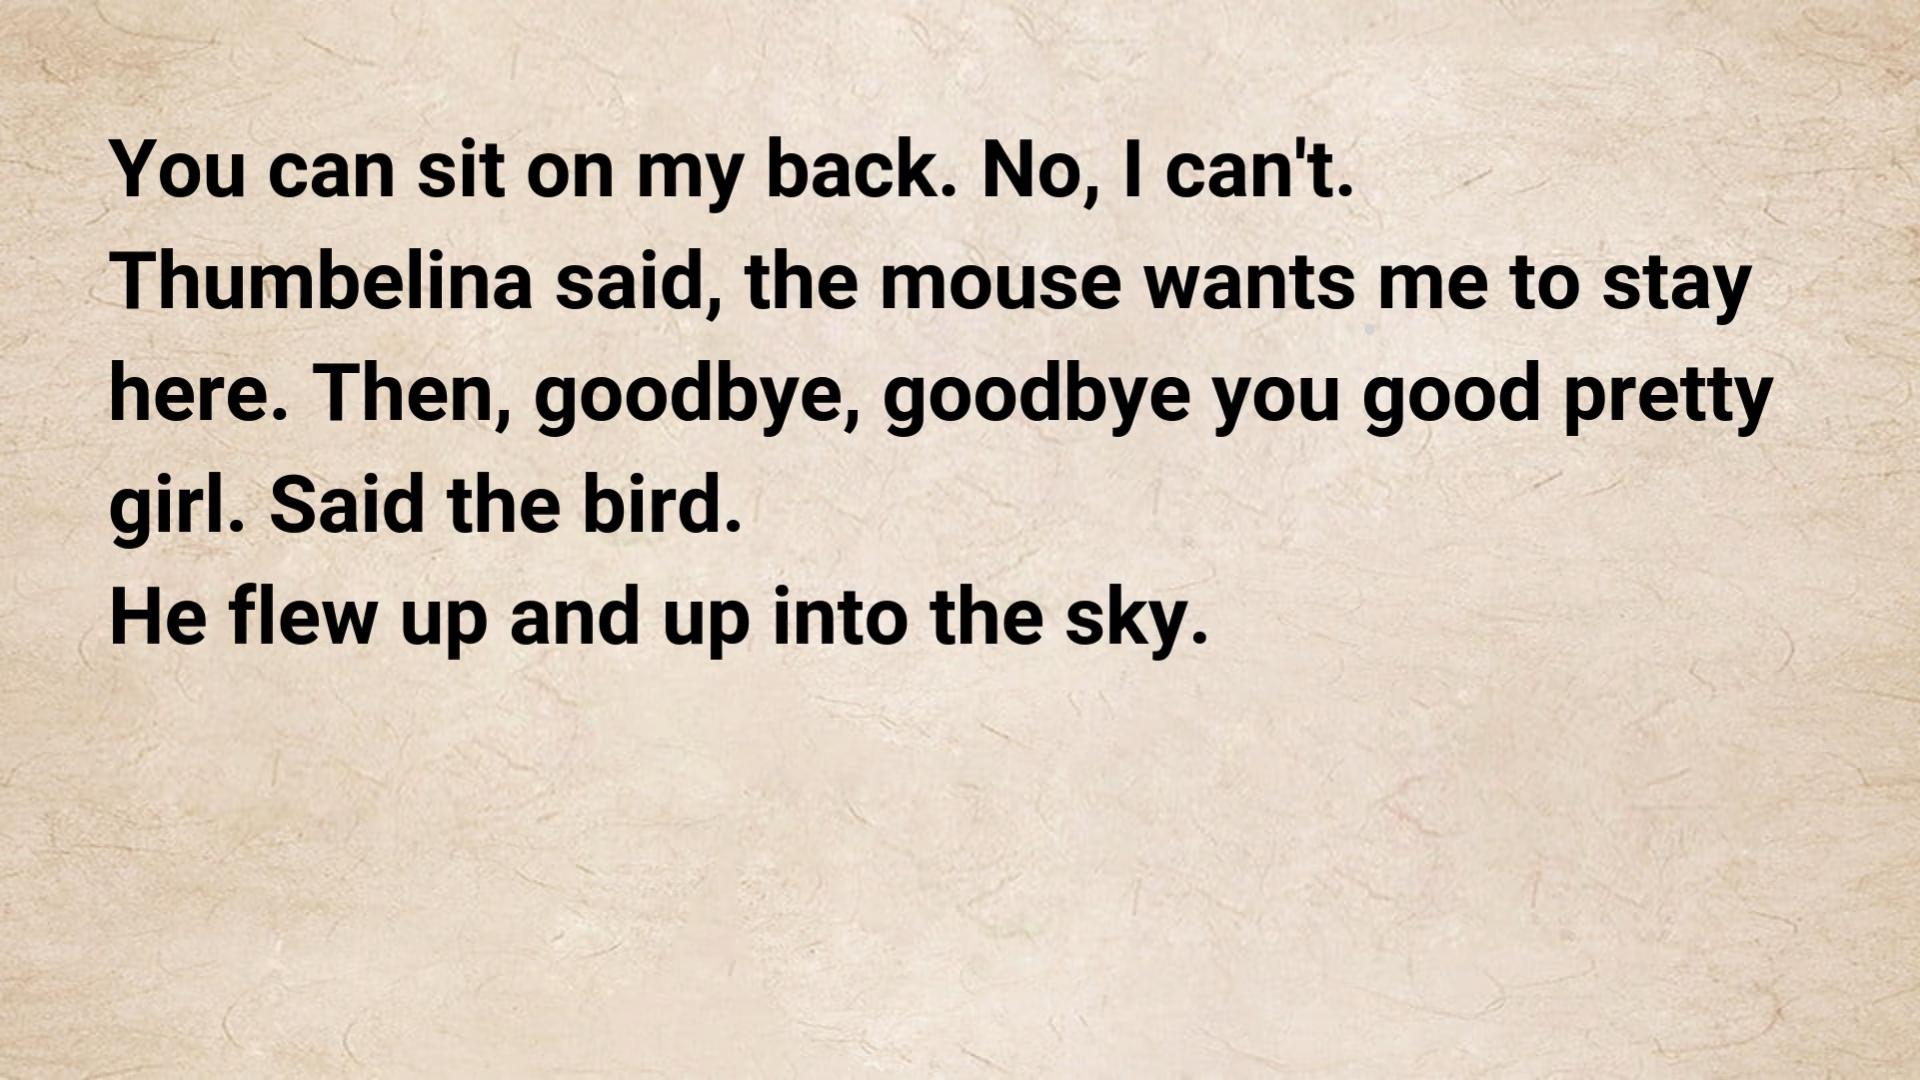 You can sit on my back. No, I can't.
Thumbelina said, the mouse wants me to stay
here. Then, goodbye, goodbye you good pretty
girl. Said the bird.
He flew up and up into the sky.